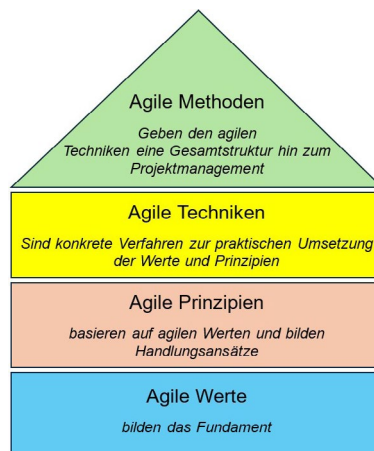 Agile Methoden
Geben den agilen
Techniken eine Gesamtstruktur hin zum
Projektmanagement
Agile Techniken
Sind konkrete Verfahren zur praktischen Umsetzung
der Werte und Prinzipien
Agile Prinzipien
basieren auf agilen Werten und bilden
Handlungsansätze
Agile Werte
bilden das Fundament